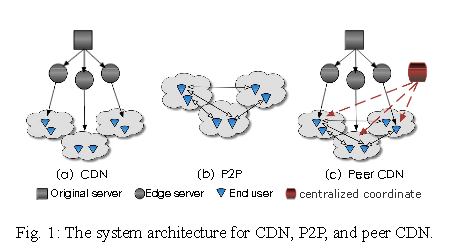 (a) CDN (b) P2P (c) Peer CDN
Original server Edge server End user centralized coordinate
Fig. 1: The system architecture for CDN, P2P, and peer CDN.